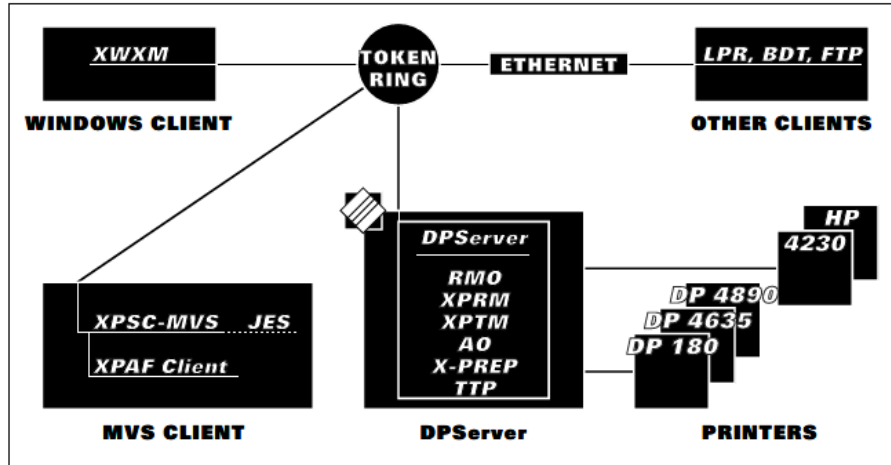 XWXM
WINDOWS CLIENT
TOKEN
RING
ETHERNET
LPR, BDT, FTP
OTHER CLIENTS
XPSC-MVS JES
XPAF Client
MVS CLIENT
DPServer
RMO
XPRM
XPTM
AO
X-PREP
TTP
DPServer
HP
4230
DP 4890
DP 4635
DP 180
PRINTERS